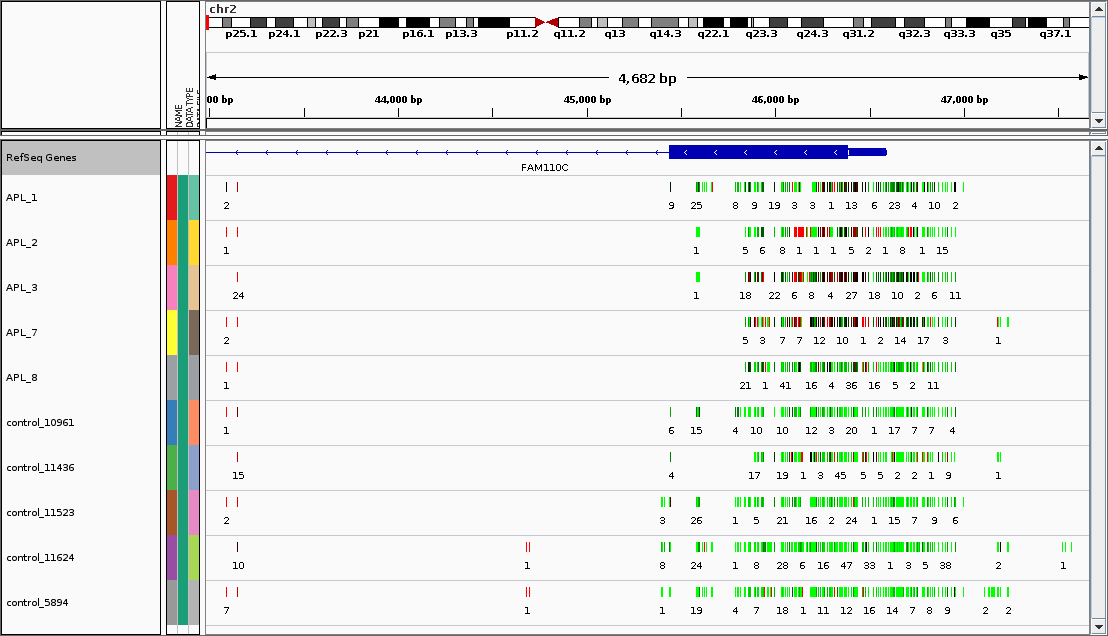 chr2
p25.1 p24.1 p22.3 p21 p16.1 p13.3 p11.2 q11.2 q13 q14.3 q22.1 q23.3 q24.3 q31.2 q32.3 q33.3 q35 q37.1
4,682 bp
00 bp 44,000 bp 45,000 bp 46,000 bp 47,000 bp
NAME
DATA TYPE
RefSeq Genes
FAM110C
APL_1
2 9 25 8 9 19 3 3 1 13 6 23 4 10 2
APL_2
1 1 5 6 8 1 1 1 5 2 1 8 1 15
APL_3
24 1 18 22 6 8 4 27 18 10 2 6 11
APL_7
2 5 3 7 7 12 10 1 2 14 17 3 1
APL_8
1 21 1 41 16 4 36 16 5 2 11
control_10961
1 6 15 4 10 10 12 3 20 1 17 7 7 4
control_11436
15 4 17 19 1 3 45 5 5 2 2 1 9 1
control_11523
2 3 26 1 5 21 16 2 24 1 15 7 9 6
control_11624
10 1 8 24 1 8 28 6 16 47 33 1 3 5 38 2 1
control_5894
7 1 1 19 4 7 18 1 11 12 16 14 7 8 9 2 2